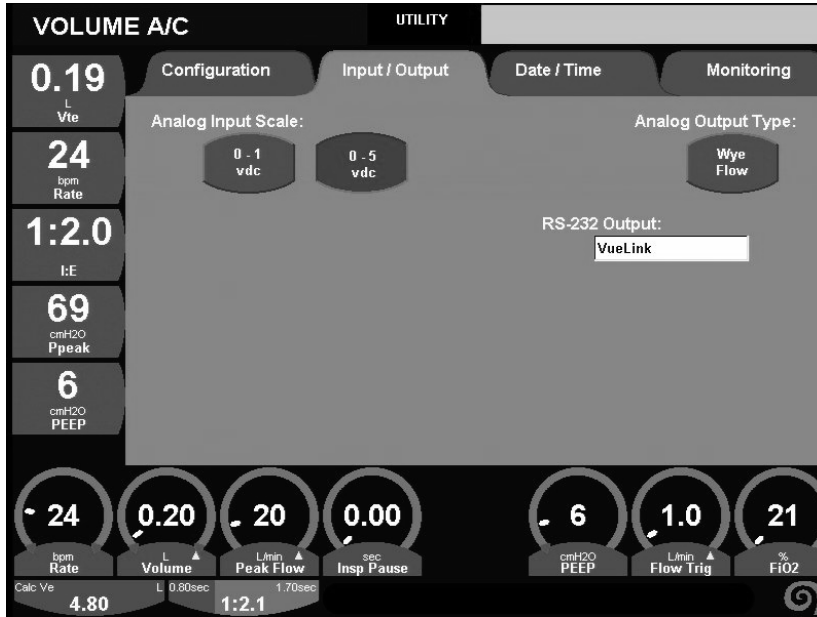 VOLUME A/C
UTILITY
0.19
L
Vte
24
bpm
Rate
1:2.0
I:E
69
cmH2O
Ppeak
6
cmH2O
PEEP
Configuration
Input / Output
Date / Time
Monitoring
Analog Input Scale:
0 - 1
vdc
0 - 5
vdc
Analog Output Type:
Wye
Flow
RS-232 Output:
VueLink
24
bpm
Rate
0.20
L
Volume
20
L/min
Peak Flow
0.00
sec
Insp Pause
6
cmH2O
PEEP
1.0
L/min
Flow Trig
21
%
FiO2
Calc Ve L
4.80
0.80sec 1.70sec
1:2.1